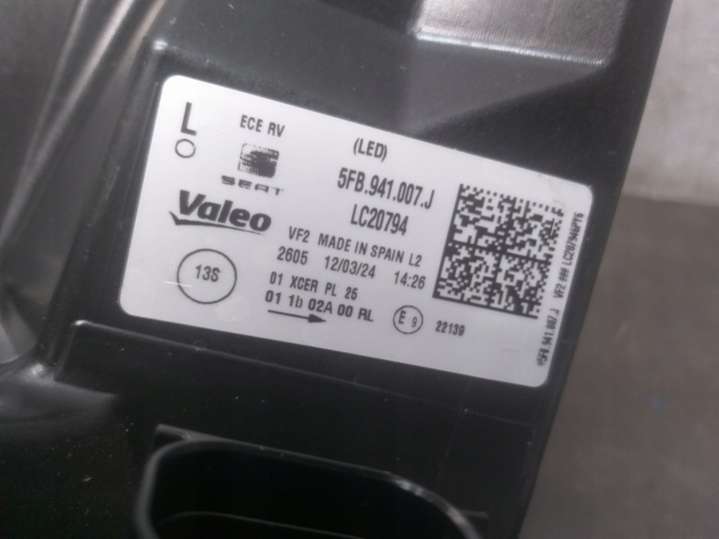 L
ECE RV
(LED)
SEAT
5FB.941.007.J
Valeo
LC20794
VF2 MADE IN SPAIN L2
2605 12/03/24 14:26
13S
01 XCER PL 25
01 1b 02A 00 RL
E 9
22139